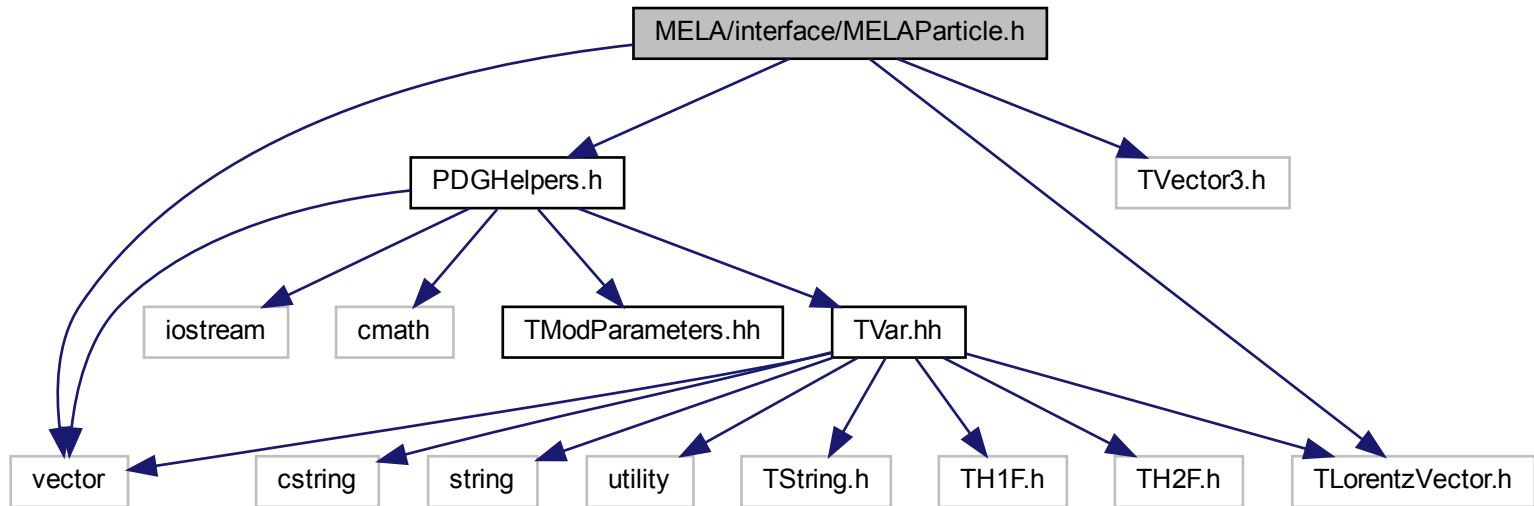 MELA/interface/MELAParticle.h
PDGHelpers.h
TVector3.h
iostream
cmath
TModParameters.hh
TVar.hh
vector
cstring
string
utility
TString.h
TH1F.h
TH2F.h
TLorentzVector.h